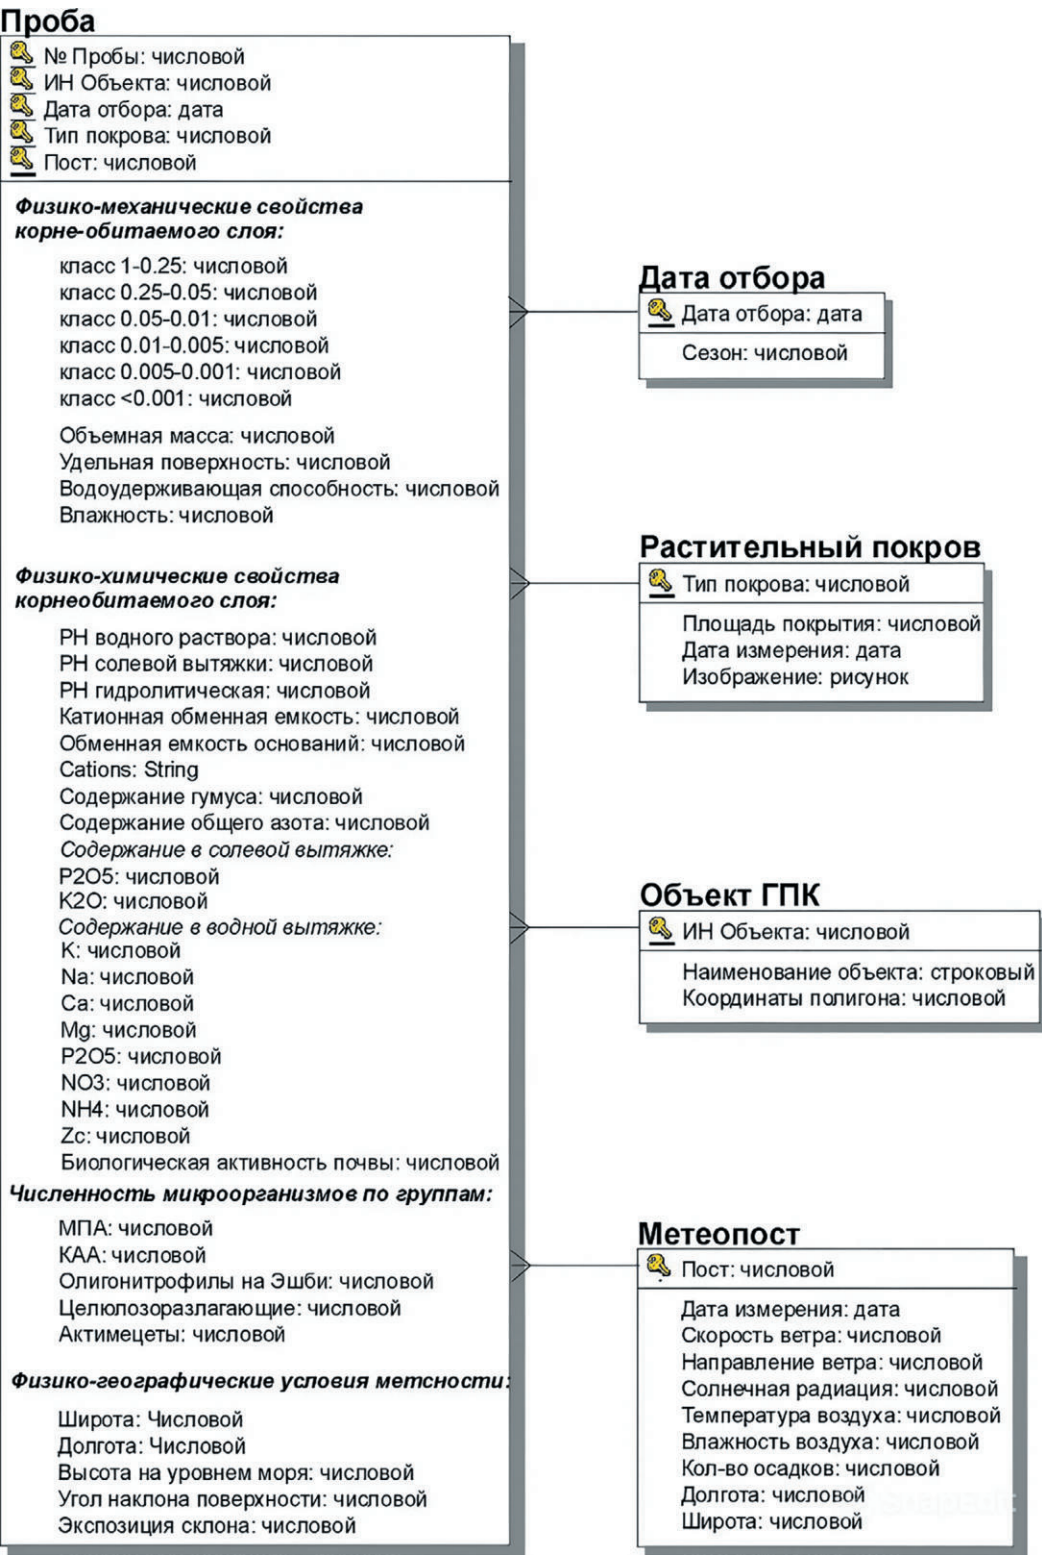 Проба
№ Пробы: числовой
ИН Объекта: числовой
Дата отбора: дата
Тип покрова: числовой
Пост: числовой
Физико-механические свойства
корне-обитаемого слоя:
класс 1-0.25: числовой
класс 0.25-0.05: числовой
класс 0.05-0.01: числовой
класс 0.01-0.005: числовой
класс 0.005-0.001: числовой
класс <0.001: числовой
Объемная масса: числовой
Удельная поверхность: числовой
Водоудерживающая способность: числовой
Влажность: числовой
Физико-химические свойства
корнеобитаемого слоя:
РН водного раствора: числовой
РН солевой вытяжки: числовой
РН гидролитическая: числовой
Катионная обменная емкость: числовой
Обменная емкость оснований: числовой
Cations: String
Содержание гумуса: числовой
Содержание общего азота: числовой
Содержание в солевой вытяжке:
P2O5: числовой
K2O: числовой
Содержание в водной вытяжке:
K: числовой
Na: числовой
Ca: числовой
Mg: числовой
P2O5: числовой
NO3: числовой
NH4: числовой
Zc: числовой
Биологическая активность почвы: числовой
Численность микроорганизмов по группам:
МПА: числовой
КАА: числовой
Олигонитрофилы на Эшби: числовой
Целюлозоразлагающие: числовой
Актимецеты: числовой
Физико-географические условия метсности:
Широта: Числовой
Долгота: Числовой
Высота на уровнем моря: числовой
Угол наклона поверхности: числовой
Экспозиция склона: числовой
Дата отбора
Дата отбора: дата
Сезон: числовой
Растительный покров
Тип покрова: числовой
Площадь покрытия: числовой
Дата измерения: дата
Изображение: рисунок
Объект ГПК
ИН Объекта: числовой
Наименование объекта: строковый
Координаты полигона: числовой
Метеопост
Пост: числовой
Дата измерения: дата
Скорость ветра: числовой
Направление ветра: числовой
Солнечная радиация: числовой
Температура воздуха: числовой
Влажность воздуха: числовой
Кол-во осадков: числовой
Долгота: числовой
Широта: числовой